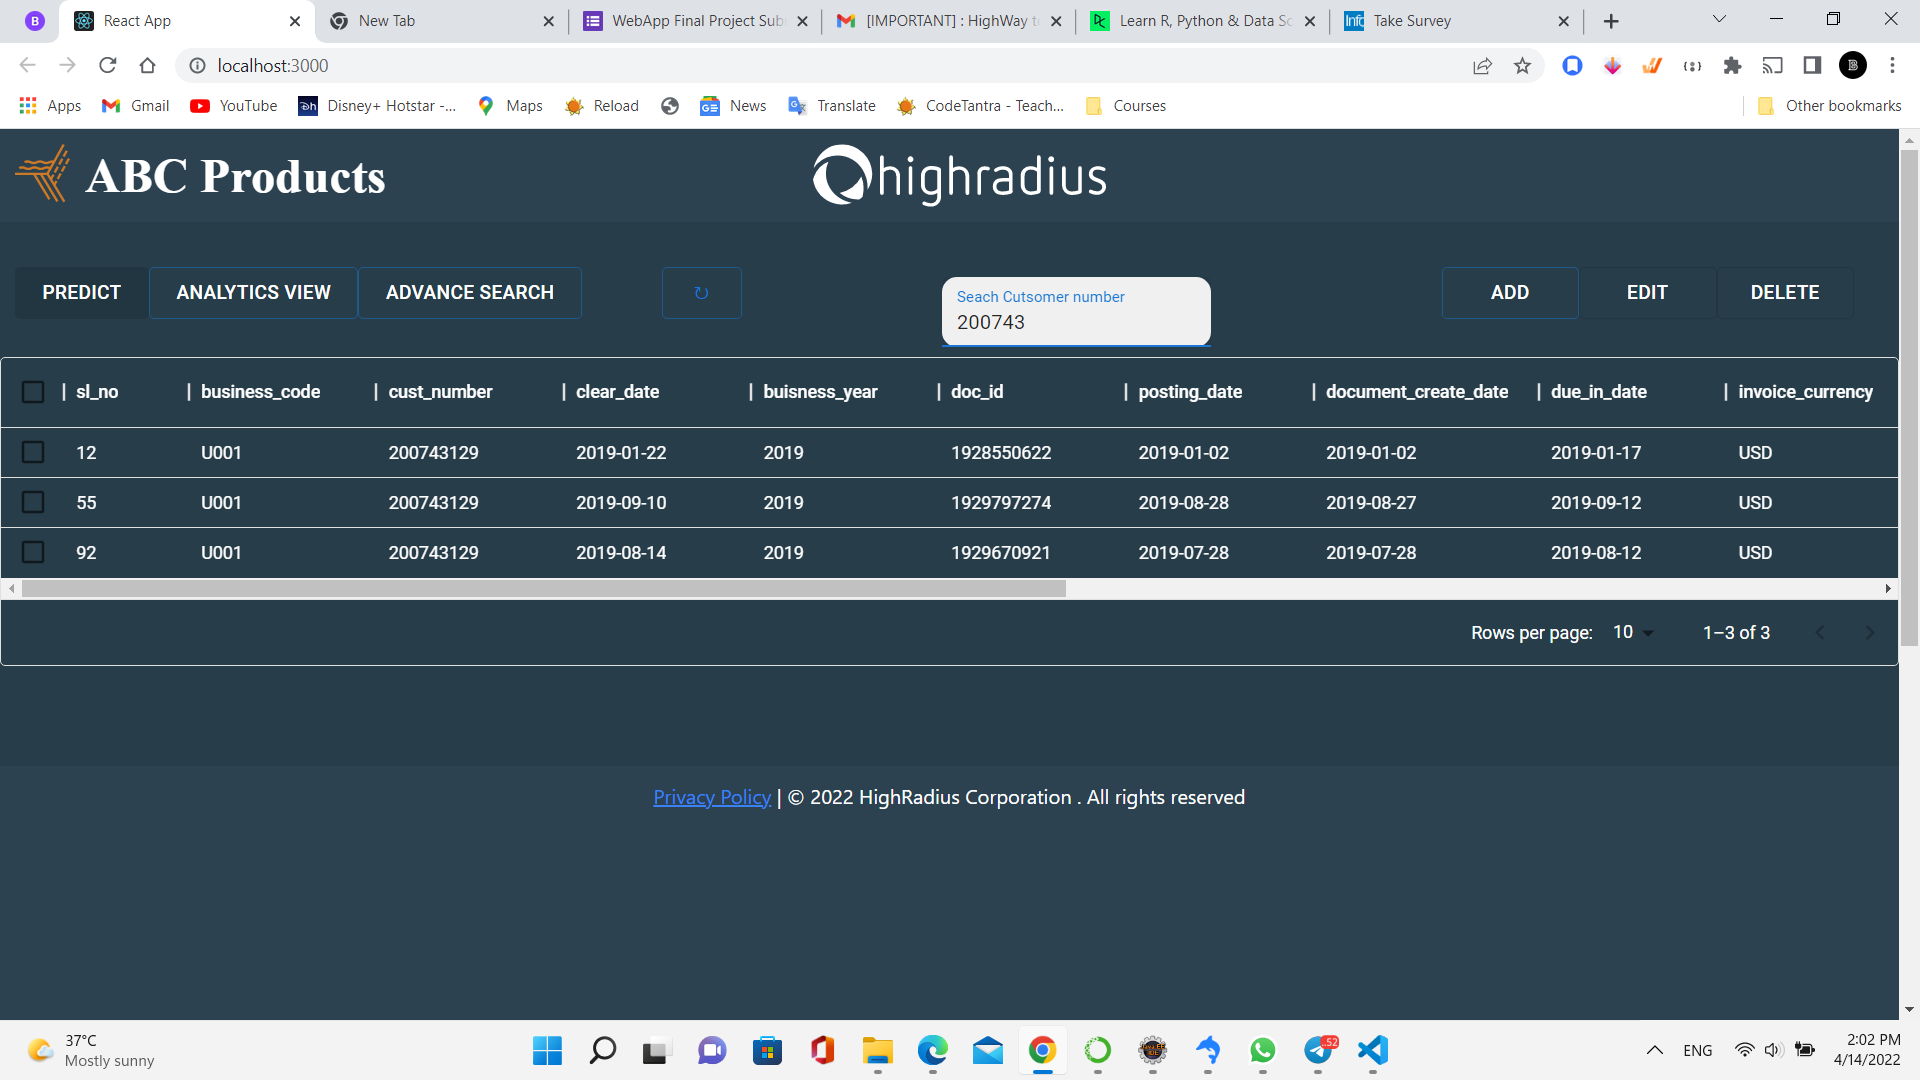 B React App New Tab WebApp Final Project Sub [IMPORTANT] : HighWay t Learn R, Python & Data Sc Info Take Survey
localhost:3000
Apps Gmail YouTube Disney+ Hotstar -... Maps Reload News Translate CodeTantra - Teach... Courses Other bookmarks
ABC Products highradius
PREDICT ANALYTICS VIEW ADVANCE SEARCH ↻ Seach Cutsomer number ADD EDIT DELETE
200743
sl_no business_code cust_number clear_date buisness_year doc_id posting_date document_create_date due_in_date invoice_currency
12 U001 200743129 2019-01-22 2019 1928550622 2019-01-02 2019-01-02 2019-01-17 USD
55 U001 200743129 2019-09-10 2019 1929797274 2019-08-28 2019-08-27 2019-09-12 USD
92 U001 200743129 2019-08-14 2019 1929670921 2019-07-28 2019-07-28 2019-08-12 USD
Rows per page: 10 1–3 of 3
Privacy Policy | © 2022 HighRadius Corporation . All rights reserved
37°C
Mostly sunny
52
ENG
2:02 PM
4/14/2022